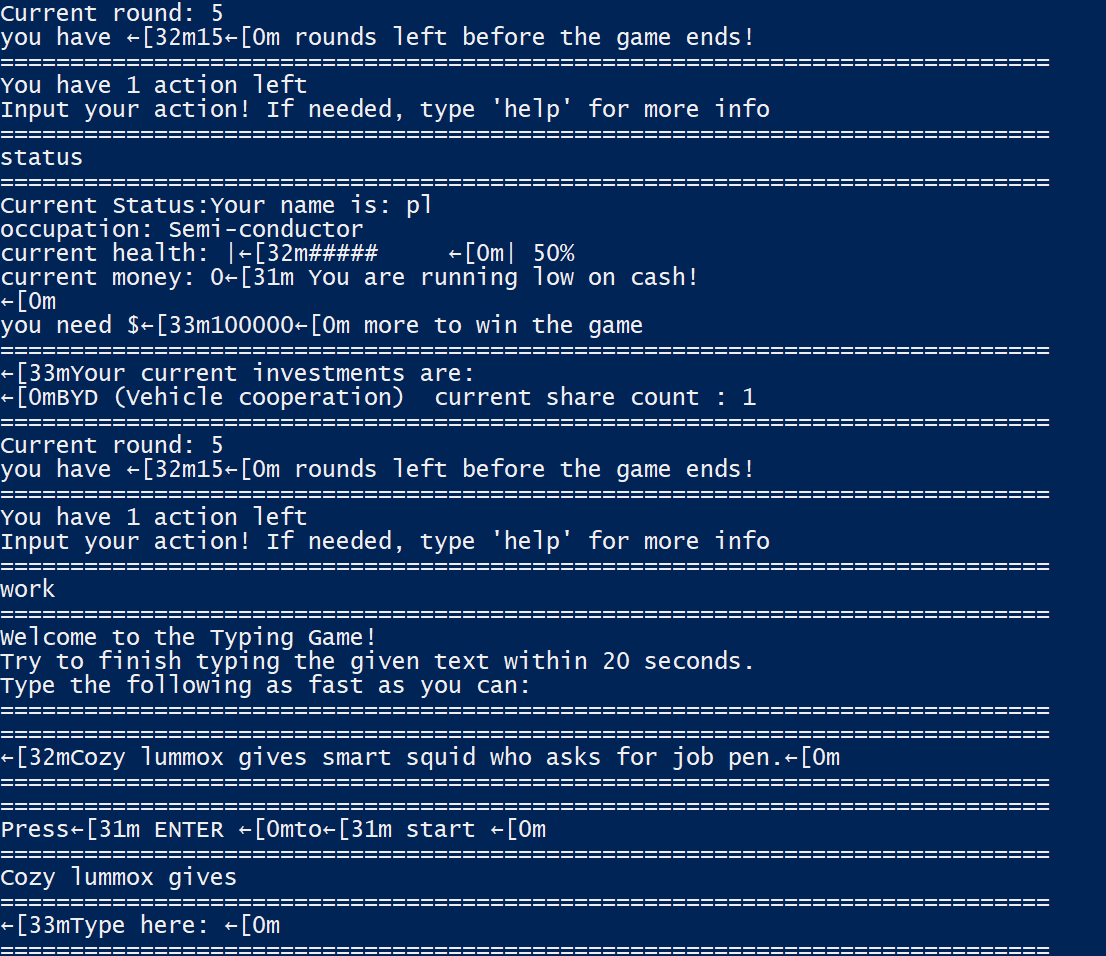 Current round: 5
you have ←[32m15←[0m rounds left before the game ends!
===========================================================================
You have 1 action left
Input your action! If needed, type 'help' for more info
===========================================================================
status
===========================================================================
Current Status:Your name is: pl
occupation: Semi-conductor
current health: |←[32m#####     ←[0m| 50%
current money: 0←[31m You are running low on cash!
←[0m
you need $←[33m100000←[0m more to win the game
===========================================================================
←[33mYour current investments are:
←[0mBYD (Vehicle cooperation)  current share count : 1
===========================================================================
Current round: 5
you have ←[32m15←[0m rounds left before the game ends!
===========================================================================
You have 1 action left
Input your action! If needed, type 'help' for more info
===========================================================================
work
===========================================================================
Welcome to the Typing Game!
Try to finish typing the given text within 20 seconds.
Type the following as fast as you can:
===========================================================================
===========================================================================
←[32mCozy lummox gives smart squid who asks for job pen.←[0m
===========================================================================
===========================================================================
Press←[31m ENTER ←[0mto←[31m start ←[0m
===========================================================================
Cozy lummox gives
===========================================================================
←[33mType here: ←[0m
===========================================================================